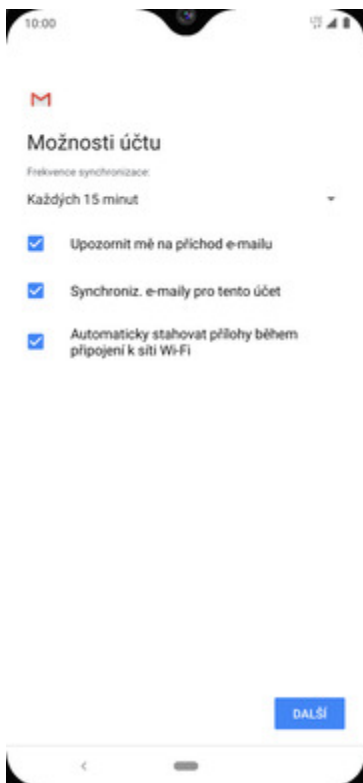 10:00
LTE
Možnosti účtu
Frekvence synchronizace:
Každých 15 minut
Upozornit mě na příchod e-mailu
Synchroniz. e-maily pro tento účet
Automaticky stahovat přílohy během
připojení k síti Wi-Fi
DALŠÍ